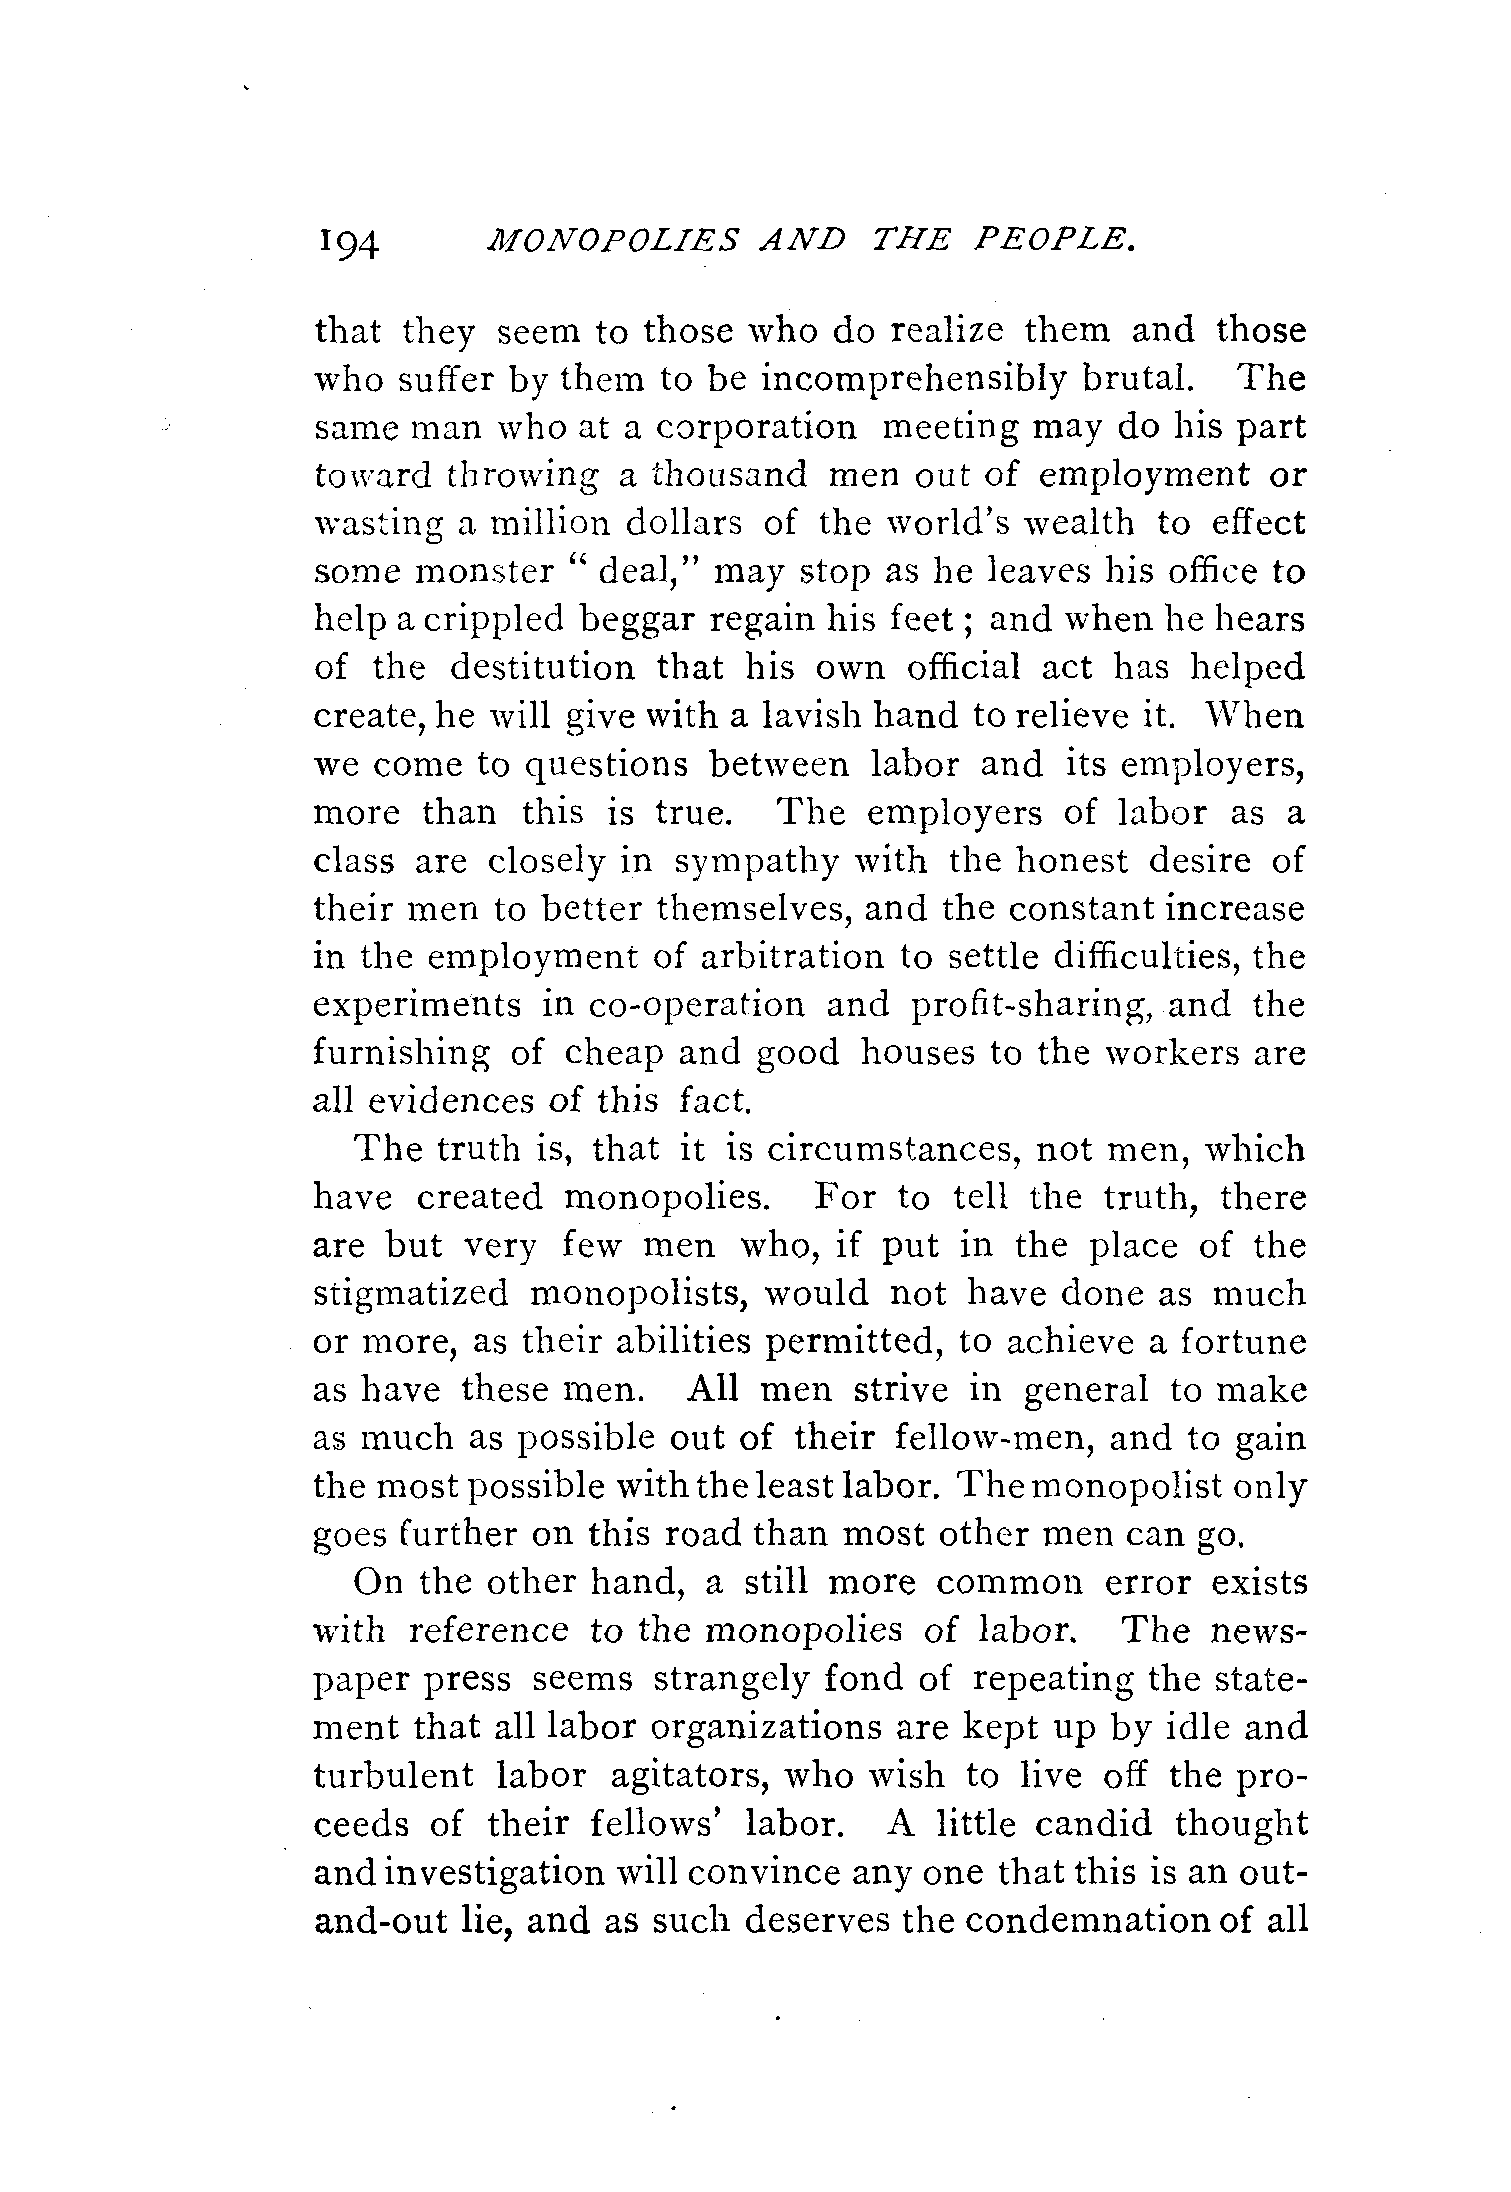 194 MONOPOLIES AND THE PEOPLE.
that they seem to those who do realize them and those
who suffer by them to be incomprehensibly brutal. The
same man who at a corporation meeting may do his part
toward throwing a thousand men out of employment or
wasting a million dollars of the world's wealth to effect
some monster “ deal,” may stop as he leaves his office to
help a crippled beggar regain his feet ; and when he hears
of the destitution that his own official act has helped
create, he will give with a lavish hand to relieve it. When
we come to questions between labor and its employers,
more than this is true. The employers of labor as a
class are closely in sympathy with the honest desire of
their men to better themselves, and the constant increase
in the employment of arbitration to settle difficulties, the
experiments in co-operation and profit-sharing, and the
furnishing of cheap and good houses to the workers are
all evidences of this fact.
The truth is, that it is circumstances, not men, which
have created monopolies. For to tell the truth, there
are but very few men who, if put in the place of the
stigmatized monopolists, would not have done as much
or more, as their abilities permitted, to achieve a fortune
as have these men. All men strive in general to make
as much as possible out of their fellow-men, and to gain
the most possible with the least labor. The monopolist only
goes further on this road than most other men can go.
On the other hand, a still more common error exists
with reference to the monopolies of labor. The news-
paper press seems strangely fond of repeating the state-
ment that all labor organizations are kept up by idle and
turbulent labor agitators, who wish to live off the pro-
ceeds of their fellows' labor. A little candid thought
and investigation will convince any one that this is an out-
and-out lie, and as such deserves the condemnation of all